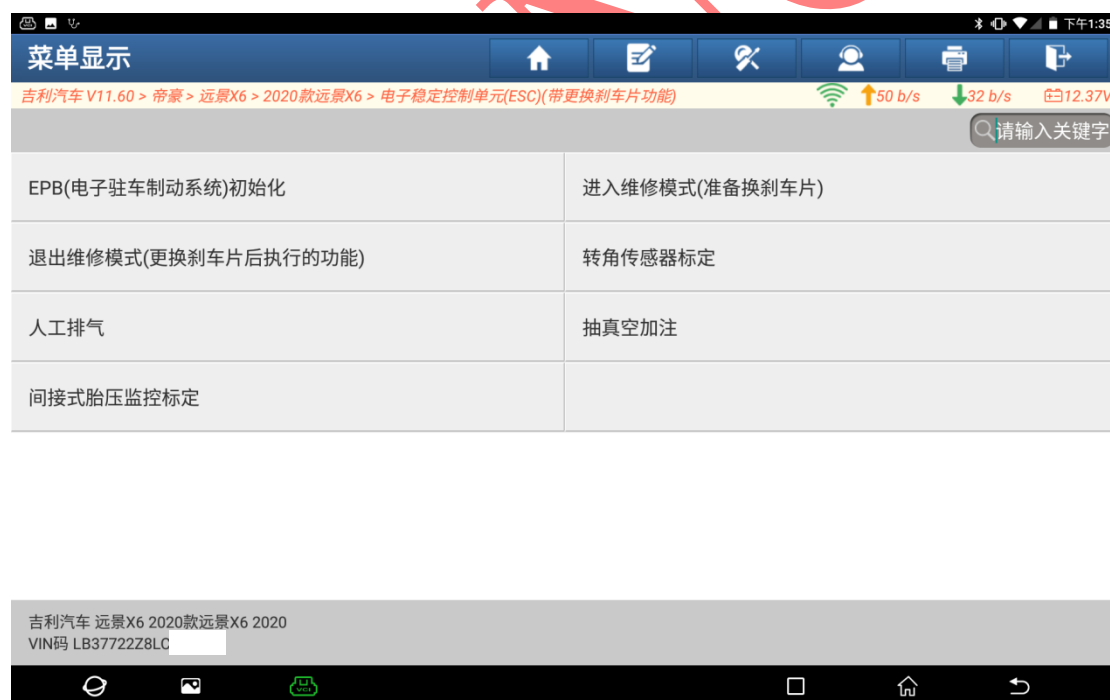 下午1:35
菜单显示
吉利汽车 V11.60 > 帝豪 > 远景X6 > 2020款远景X6 > 电子稳定控制单元(ESC)(带更换刹车片功能)
50 b/s
32 b/s
12.37V
请输入关键字
EPB(电子驻车制动系统)初始化
进入维修模式(准备换刹车片)
退出维修模式(更换刹车片后执行的功能)
转角传感器标定
人工排气
抽真空加注
间接式胎压监控标定
吉利汽车 远景X6 2020款远景X6 2020
VIN码 LB37722Z8LC
VCI